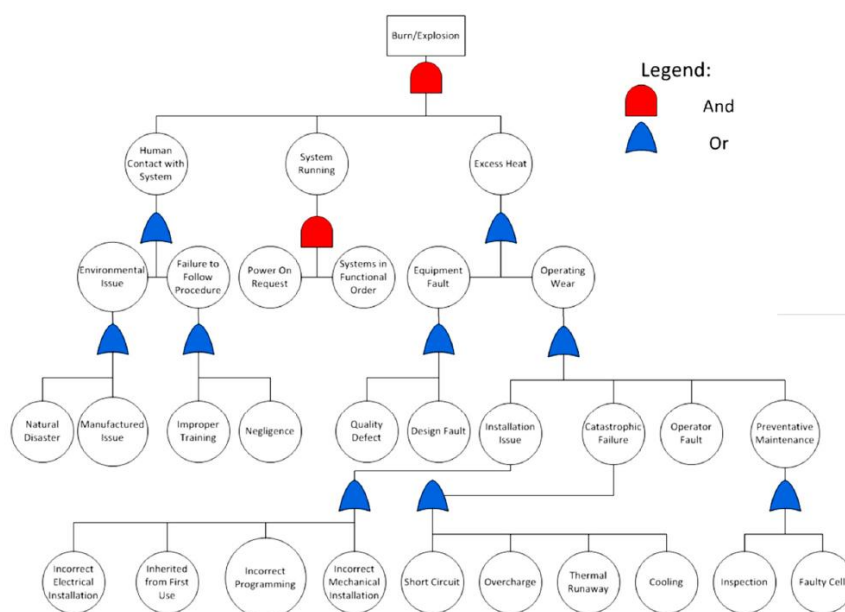 Burn/Explosion
Legend:
And
Or
Human
Contact with
System
System
Running
Excess Heat
Environmental
Issue
Failure to
Follow
Procedure
Power On
Request
Systems in
Functional
Order
Equipment
Fault
Operating
Wear
Natural
Disaster
Manufactured
Issue
Improper
Training
Negligence
Quality
Defect
Design Fault
Installation
Issue
Catastrophic
Failure
Operator
Fault
Preventative
Maintenance
Incorrect
Electrical
Installation
Inherited
from First
Use
Incorrect
Programming
Incorrect
Mechanical
Installation
Short Circuit
Overcharge
Thermal
Runaway
Cooling
Inspection
Faulty Cell